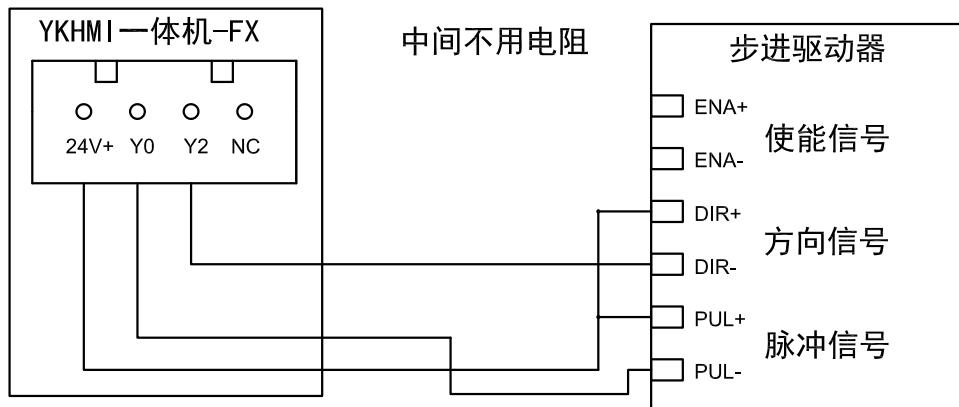 YKHMI一体机-FX
24V+ Y0 Y2 NC
中间不用电阻
步进驱动器
ENA+
使能信号
ENA-
DIR+
方向信号
DIR-
PUL+
脉冲信号
PUL-